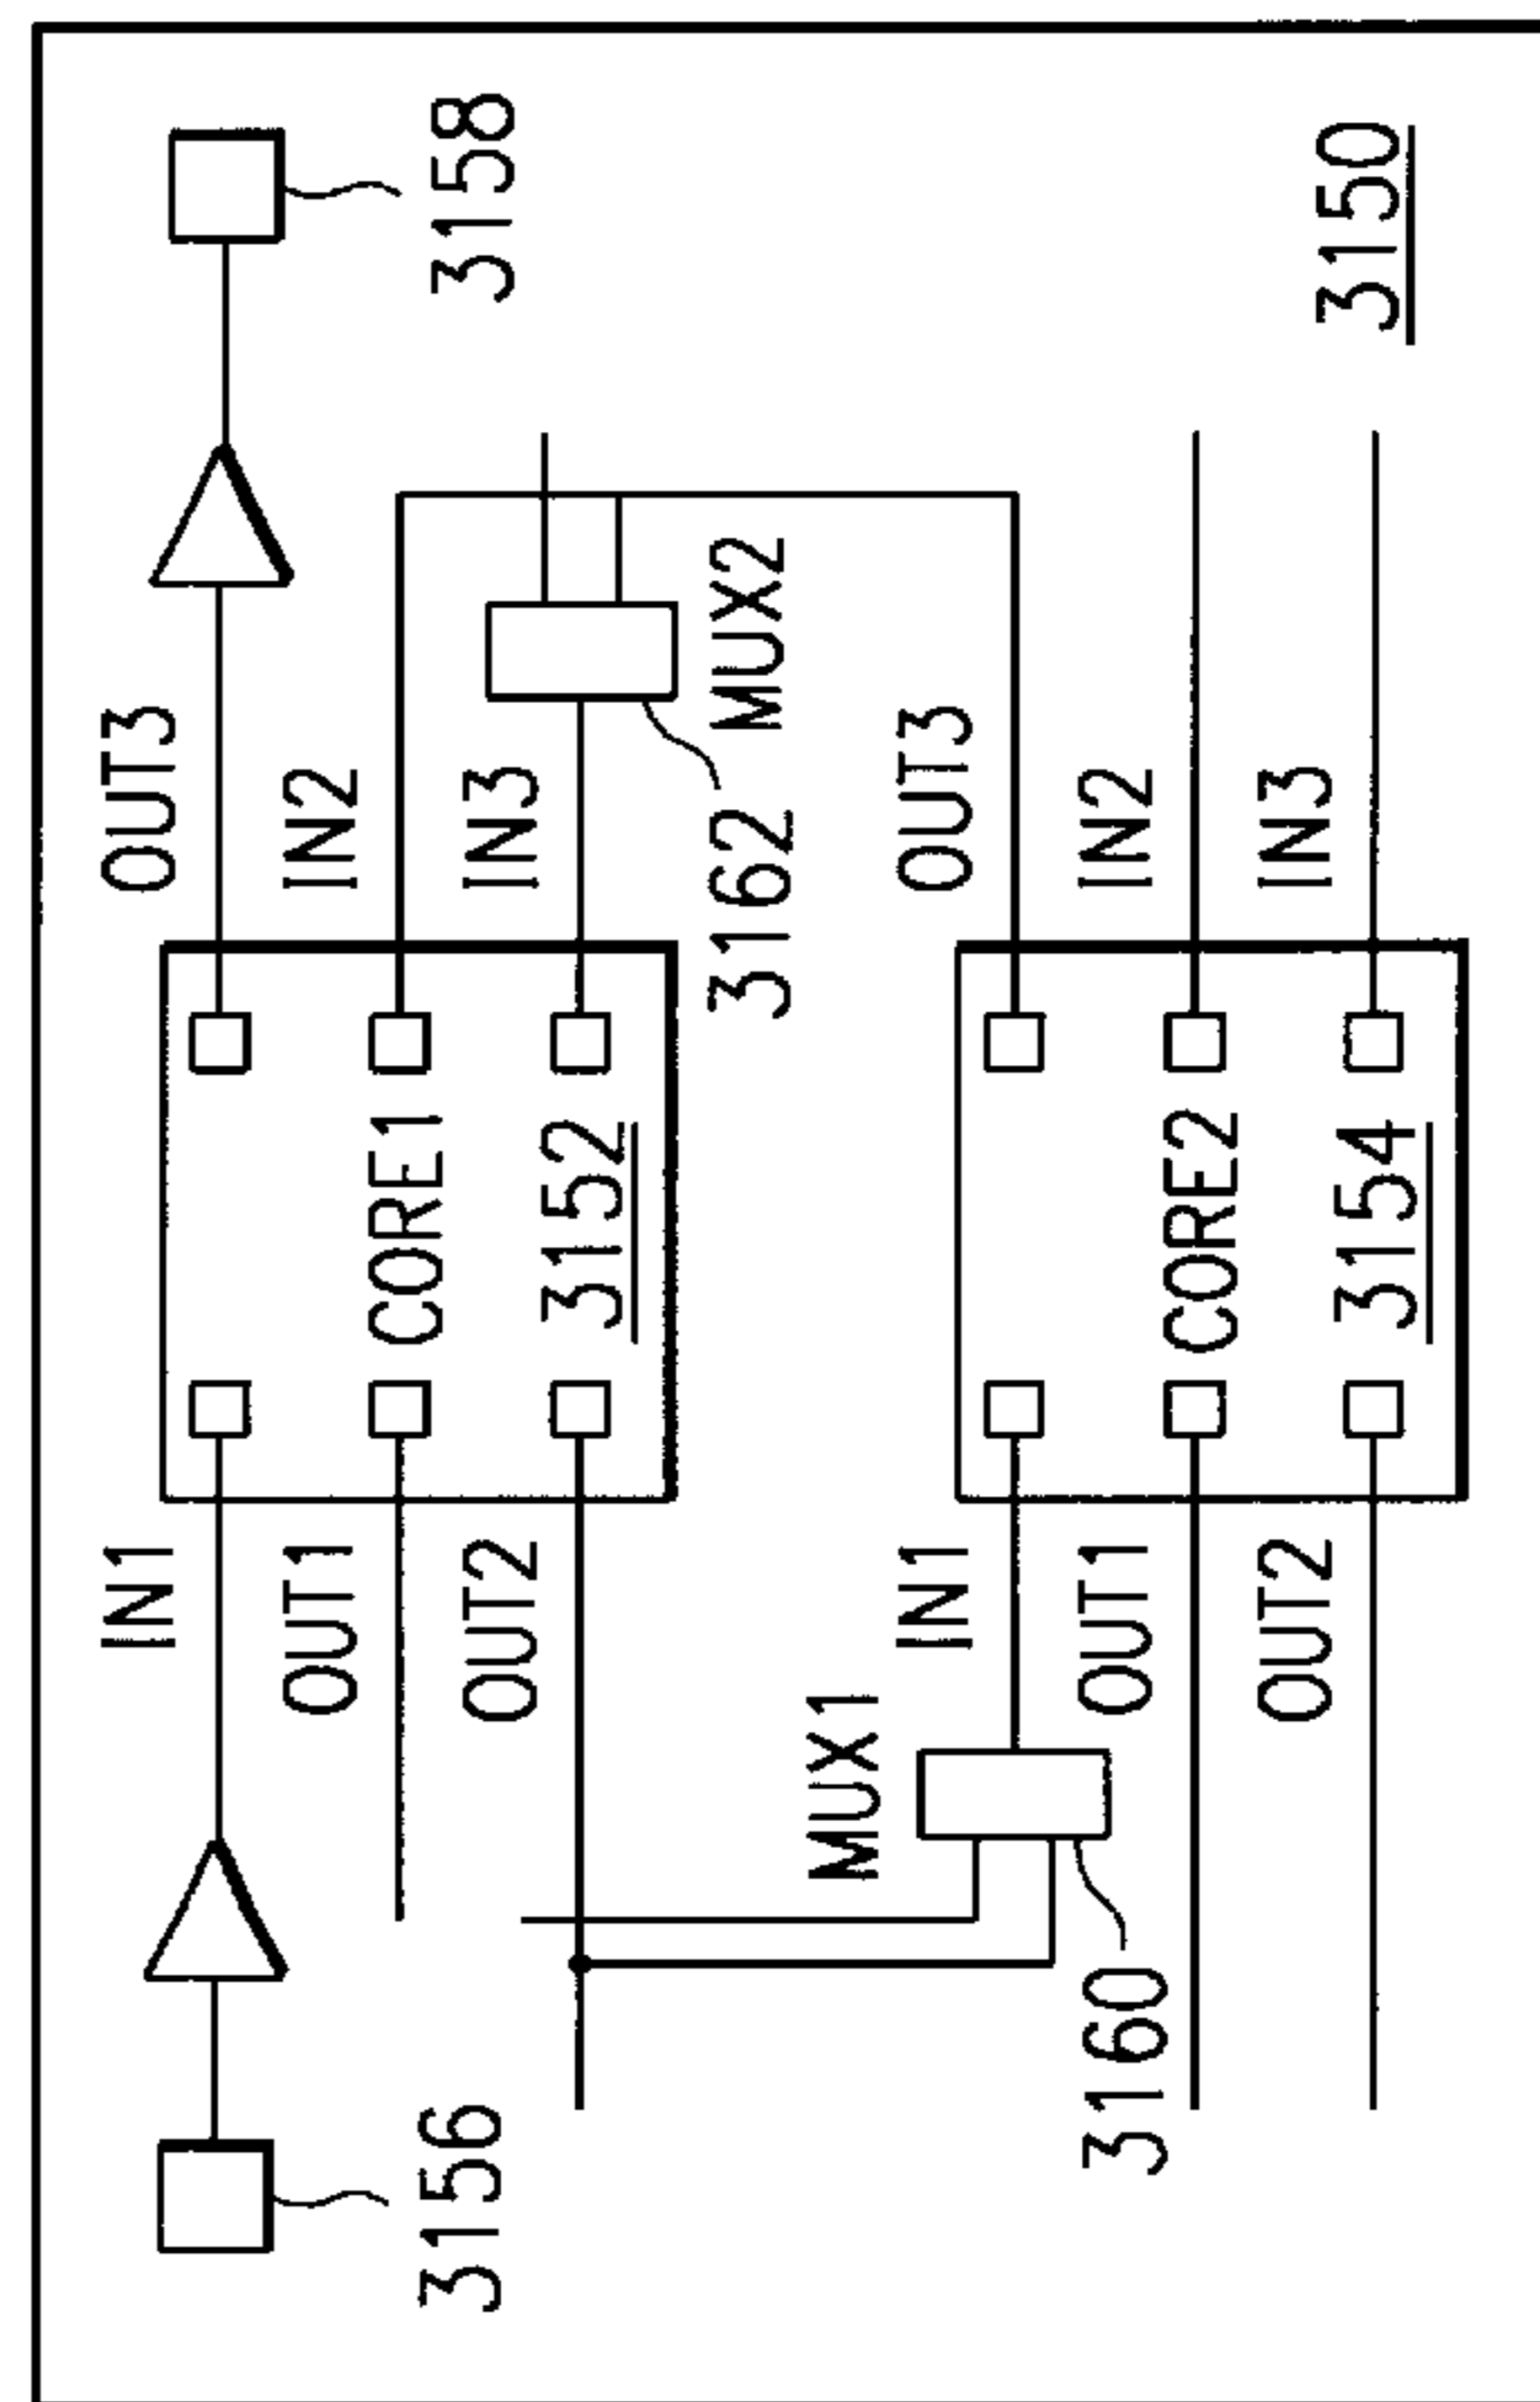 IN1
OUT3
OUT1
IN2
CORE1
3156
OUT2
IN3
3158
3152
3162
MUX2
MUX1
IN1
OUT3
3160
OUT1
IN2
CORE2
OUT2
IN3
3154
3150